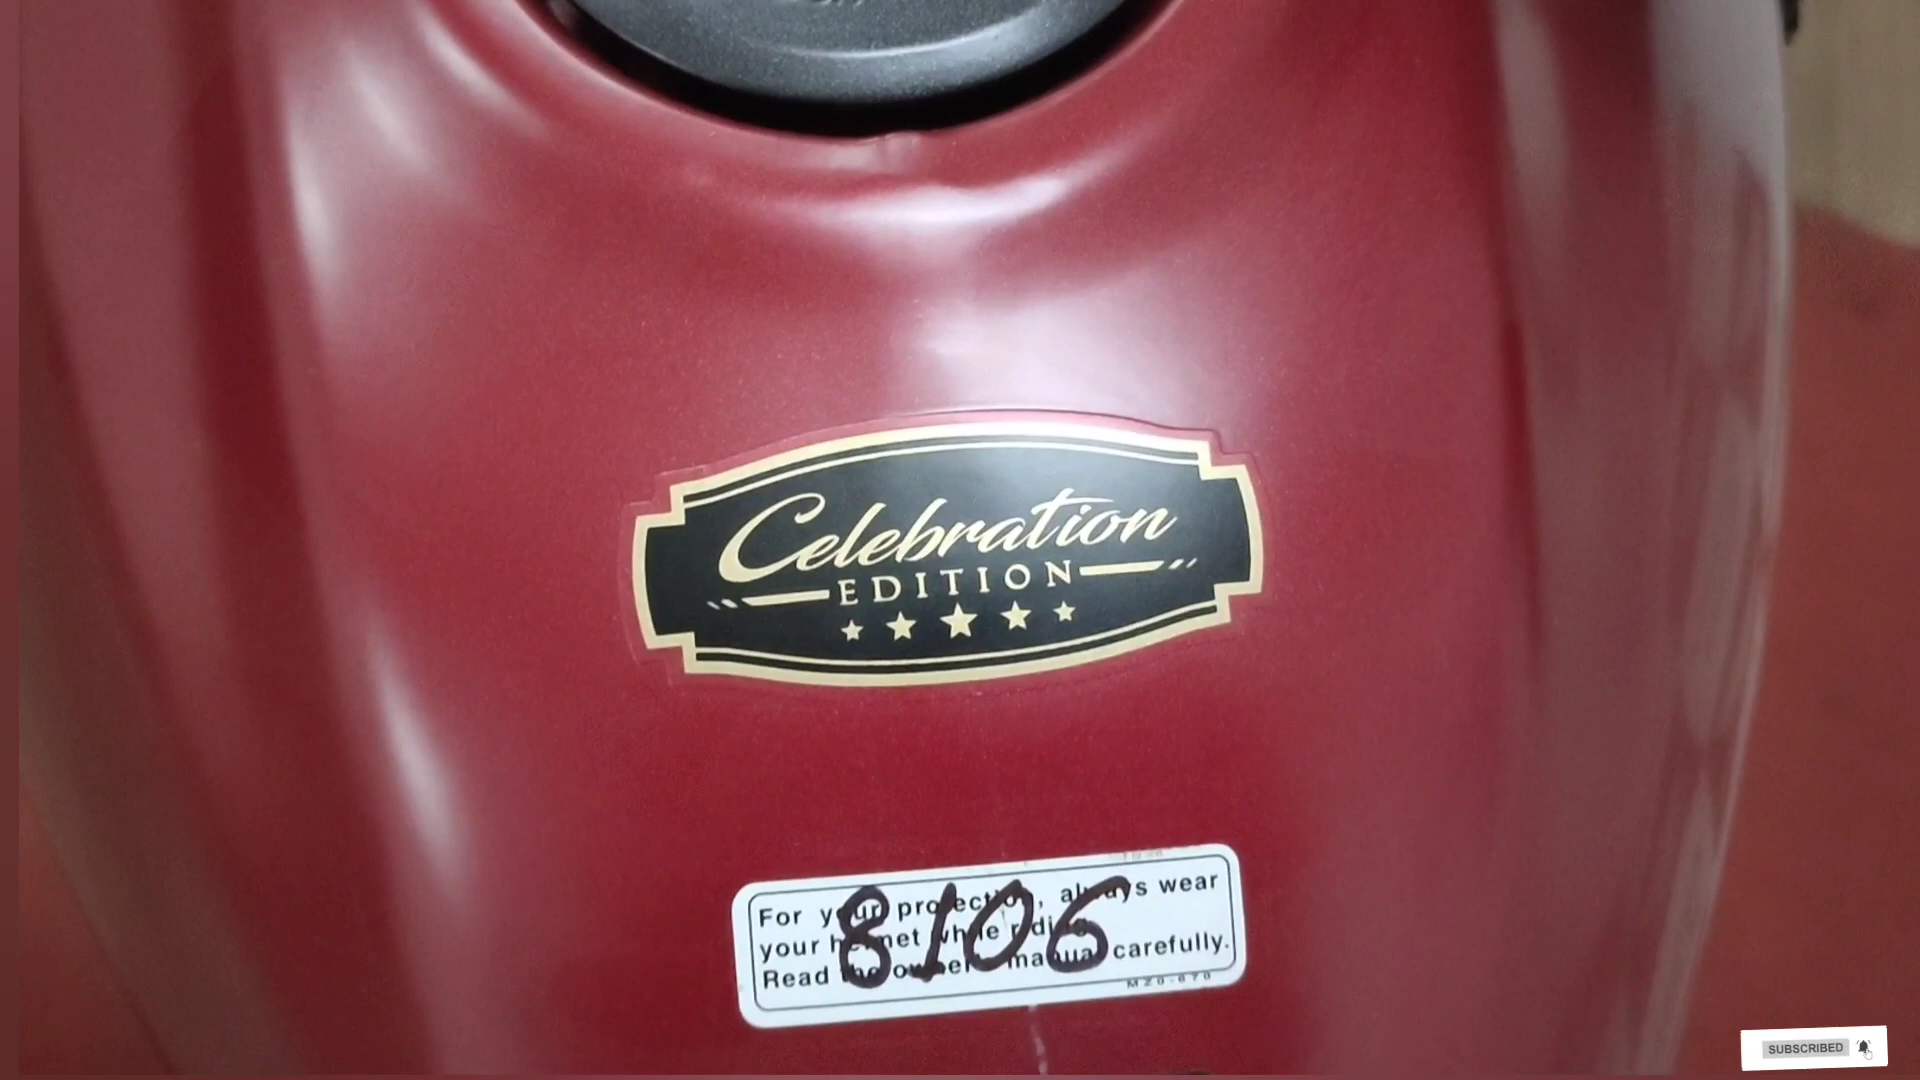 Celebration
EDITION
8106
For your protection, always wear
your helmet while riding.
Read the owner's manual carefully.
SUBSCRIBED